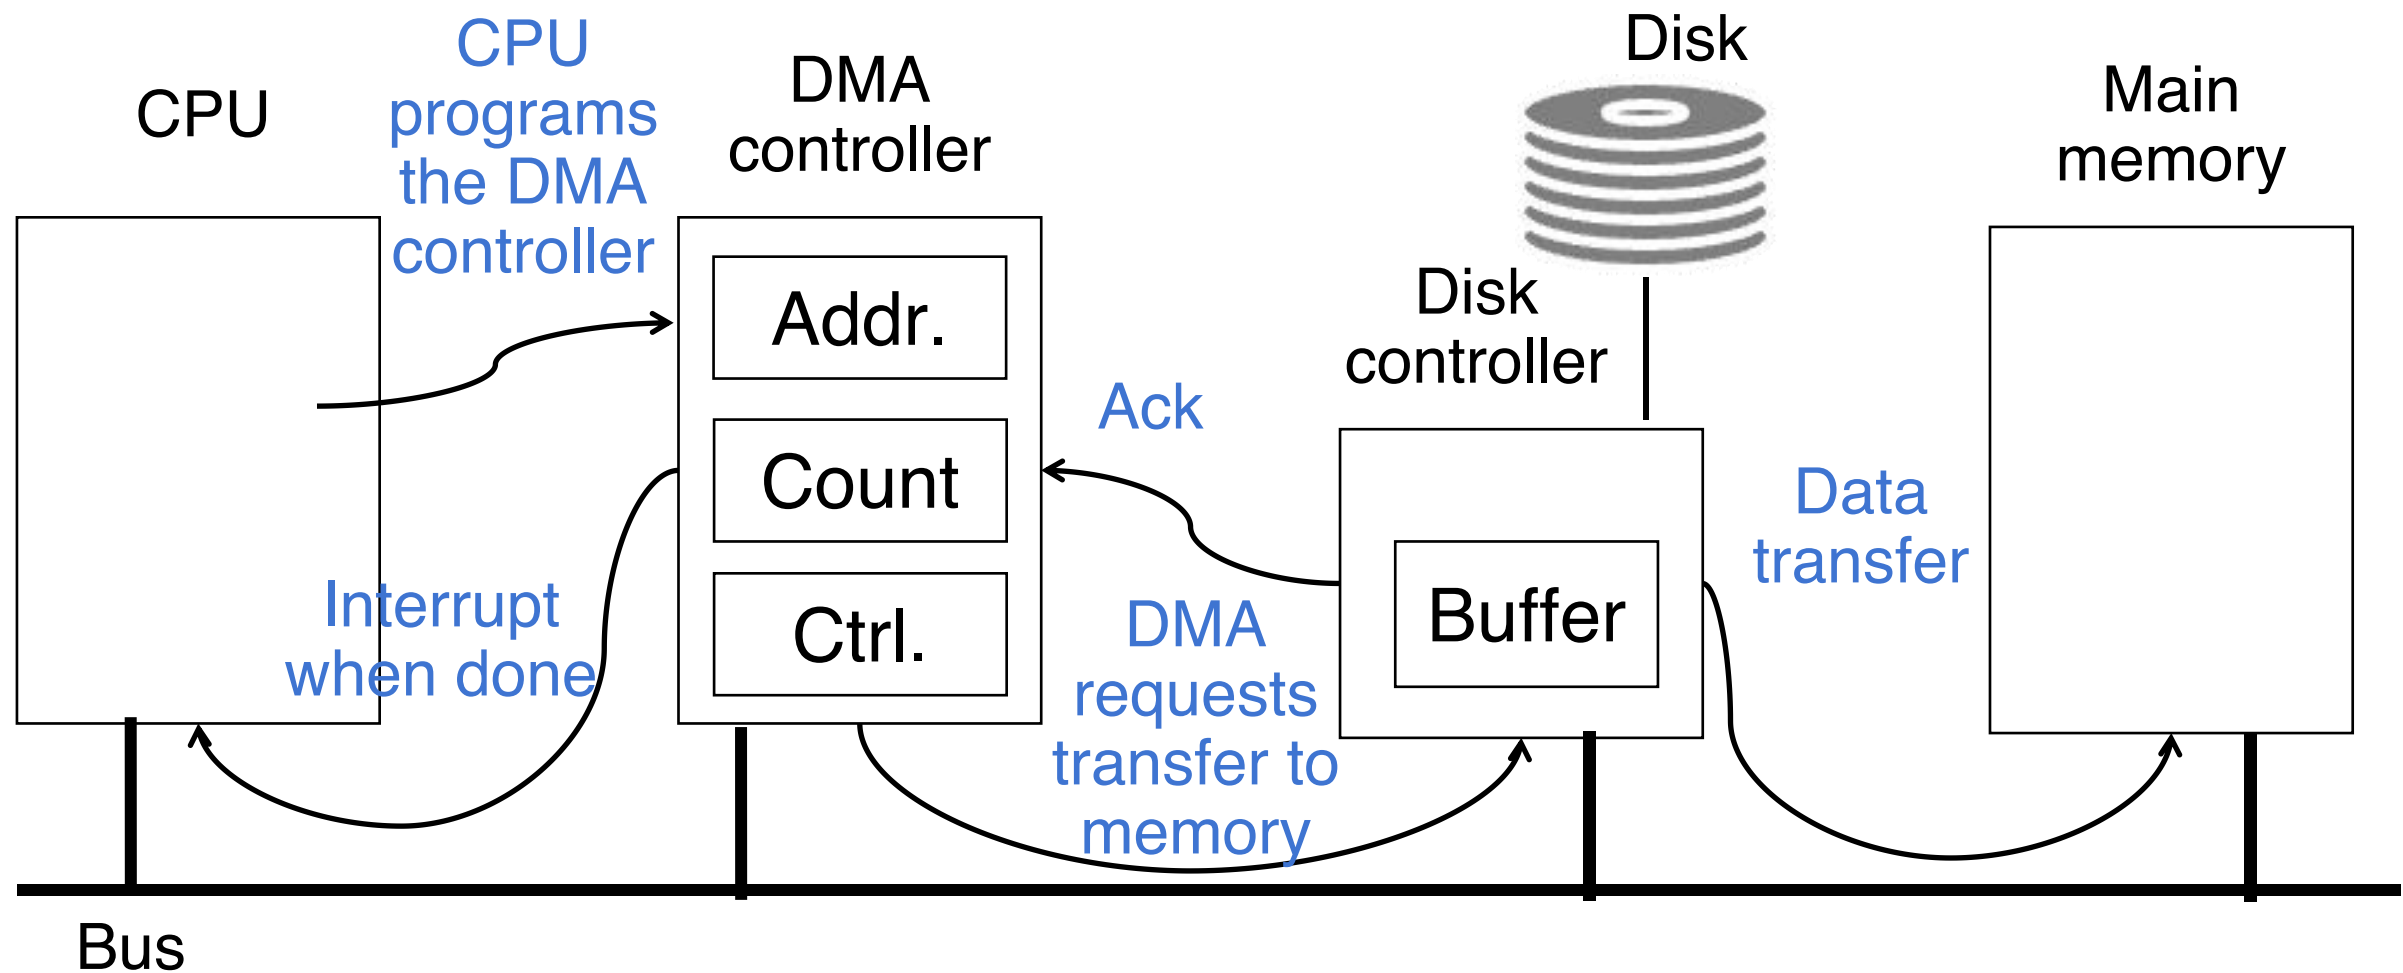 CPU
CPU
programs
the DMA
controller
DMA
controller
Disk
Main
memory
Addr.
Count
Ctrl.
Disk
controller
Ack
Buffer
Data
transfer
Interrupt
when done
DMA
requests
transfer to
memory
Bus